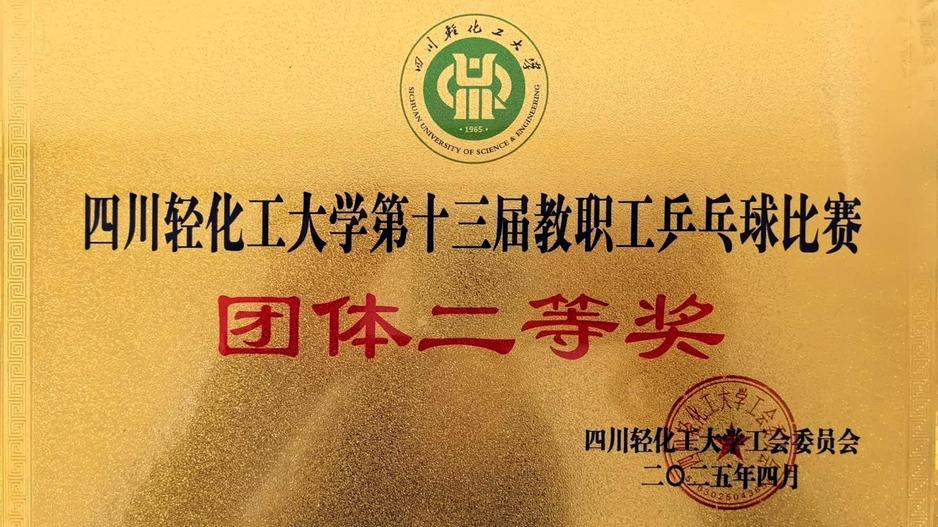 四川轻化工大学
SICHUAN UNIVERSITY OF SCIENCE & ENGINEERING
·1965·
四川轻化工大学第十三届教职工乒乓球比赛
团体二等奖
四川轻化工大学工会委员会
二〇二五年四月